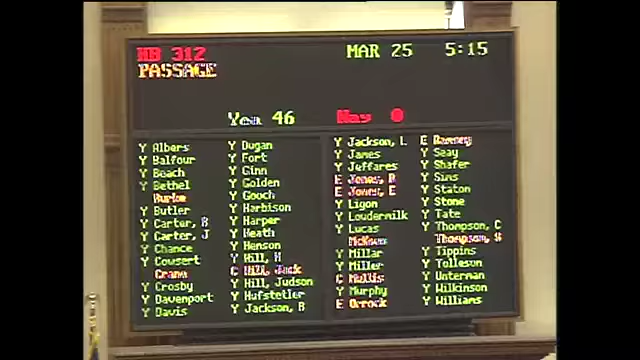 HB 312 MAR 25 5:15
PASSAGE
Yea 46 Nay 0
Y Albers
Y Balfour
Y Beach
Y Bethel
Burke
Y Butler
Y Carter, B
Y Carter, J
Y Chance
Y Cowsert
Crane
Y Crosby
Y Davenport
Y Davis
Y Dugan
Y Fort
Y Ginn
Y Golden
Y Gooch
Y Harbison
Y Harper
Y Heath
Y Henson
Y Hill, H
C Hill, Jack
Y Hill, Judson
Y Hufstetler
Y Jackson, B
Y Jackson, L
Y James
Y Jeffares
E Jones, B
E Jones, E
Y Ligon
Y Loudermilk
Y Lucas
McKoon
Y Millar
Y Miller
C Mullis
Y Murphy
E Orrock
E Ramsey
Y Seay
Y Shafer
Y Sims
Y Staton
Y Stone
Y Tate
Y Thompson, C
Thompson, S
Y Tippins
Y Tolleson
Y Unterman
Y Wilkinson
Y Williams